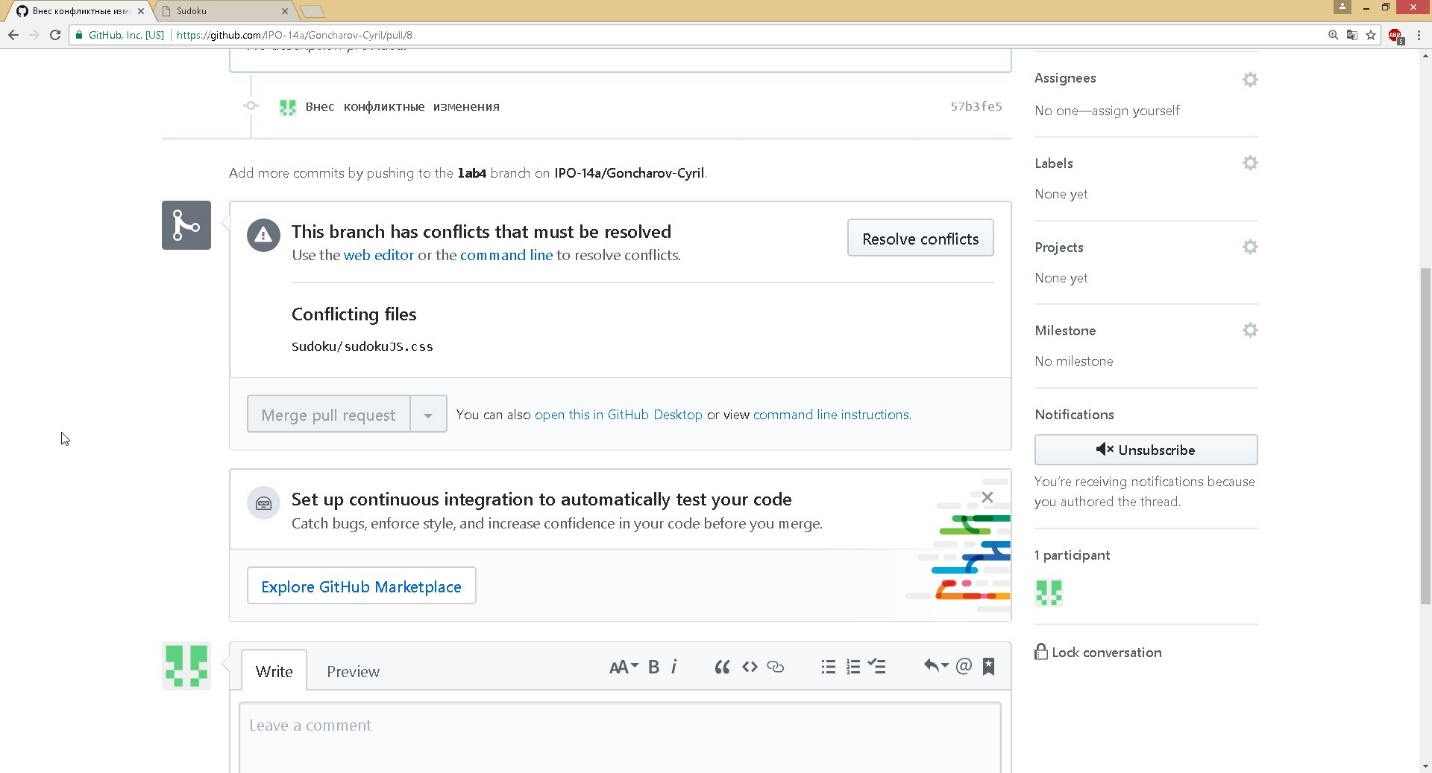 Внес конфликтные изм
Sudoku
GitHub, Inc. [US] https://github.com/IPO-14a/Goncharov-Cyril/pull/8
No description provided.
Внес конфликтные изменения 57b3fe5
Add more commits by pushing to the lab4 branch on IPO-14a/Goncharov-Cyril.
This branch has conflicts that must be resolved
Use the web editor or the command line to resolve conflicts.
Resolve conflicts
Conflicting files
Sudoku/sudokuJS.css
Merge pull request
You can also open this in GitHub Desktop or view command line instructions.
Set up continuous integration to automatically test your code
Catch bugs, enforce style, and increase confidence in your code before you merge.
Explore GitHub Marketplace
Write Preview
AA B i
Leave a comment
Assignees
No one—assign yourself
Labels
None yet
Projects
None yet
Milestone
No milestone
Notifications
Unsubscribe
You're receiving notifications because
you authored the thread.
1 participant
Lock conversation